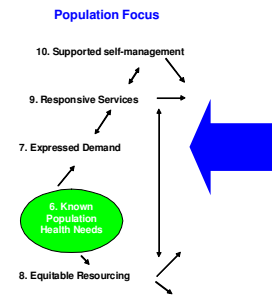 Population Focus
10. Supported self-management
9. Responsive Services
7. Expressed Demand
6. Known
Population
Health Needs
8. Equitable Resourcing